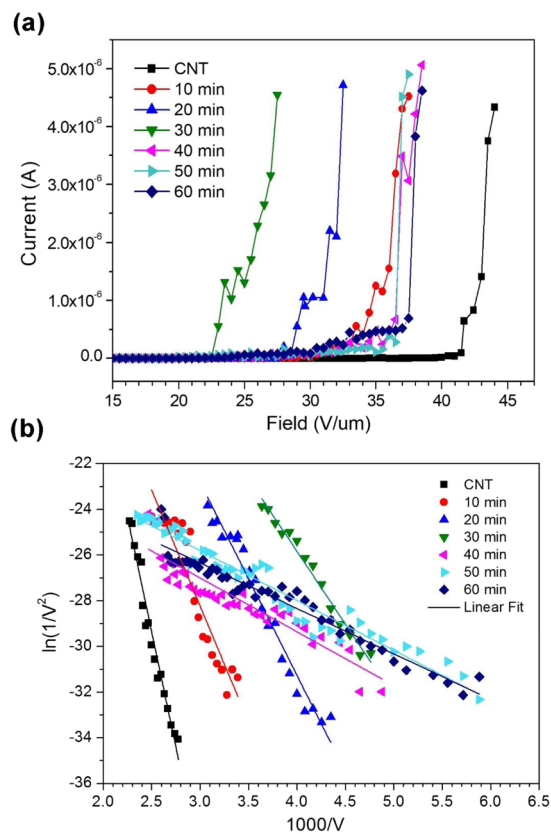 (a)
5.0x10⁻⁶
4.0x10⁻⁶
3.0x10⁻⁶
2.0x10⁻⁶
1.0x10⁻⁶
0.0
Current (A)
CNT
10 min
20 min
30 min
40 min
50 min
60 min
15 20 25 30 35 40 45
Field (V/um)
(b)
-22
-24
-26
-28
-30
-32
-34
-36
ln(1/V²)
CNT
10 min
20 min
30 min
40 min
50 min
60 min
Linear Fit
2.0 2.5 3.0 3.5 4.0 4.5 5.0 5.5 6.0 6.5
1000/V